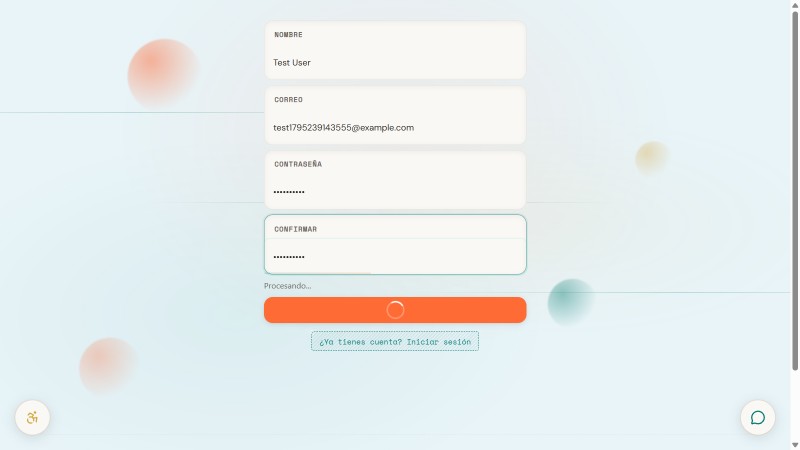 NOMBRE
Test User
CORREO
test1795239143555@example.com
CONTRASEÑA
••••••••••
CONFIRMAR
••••••••••
Procesando...
¿Ya tienes cuenta? Iniciar sesión